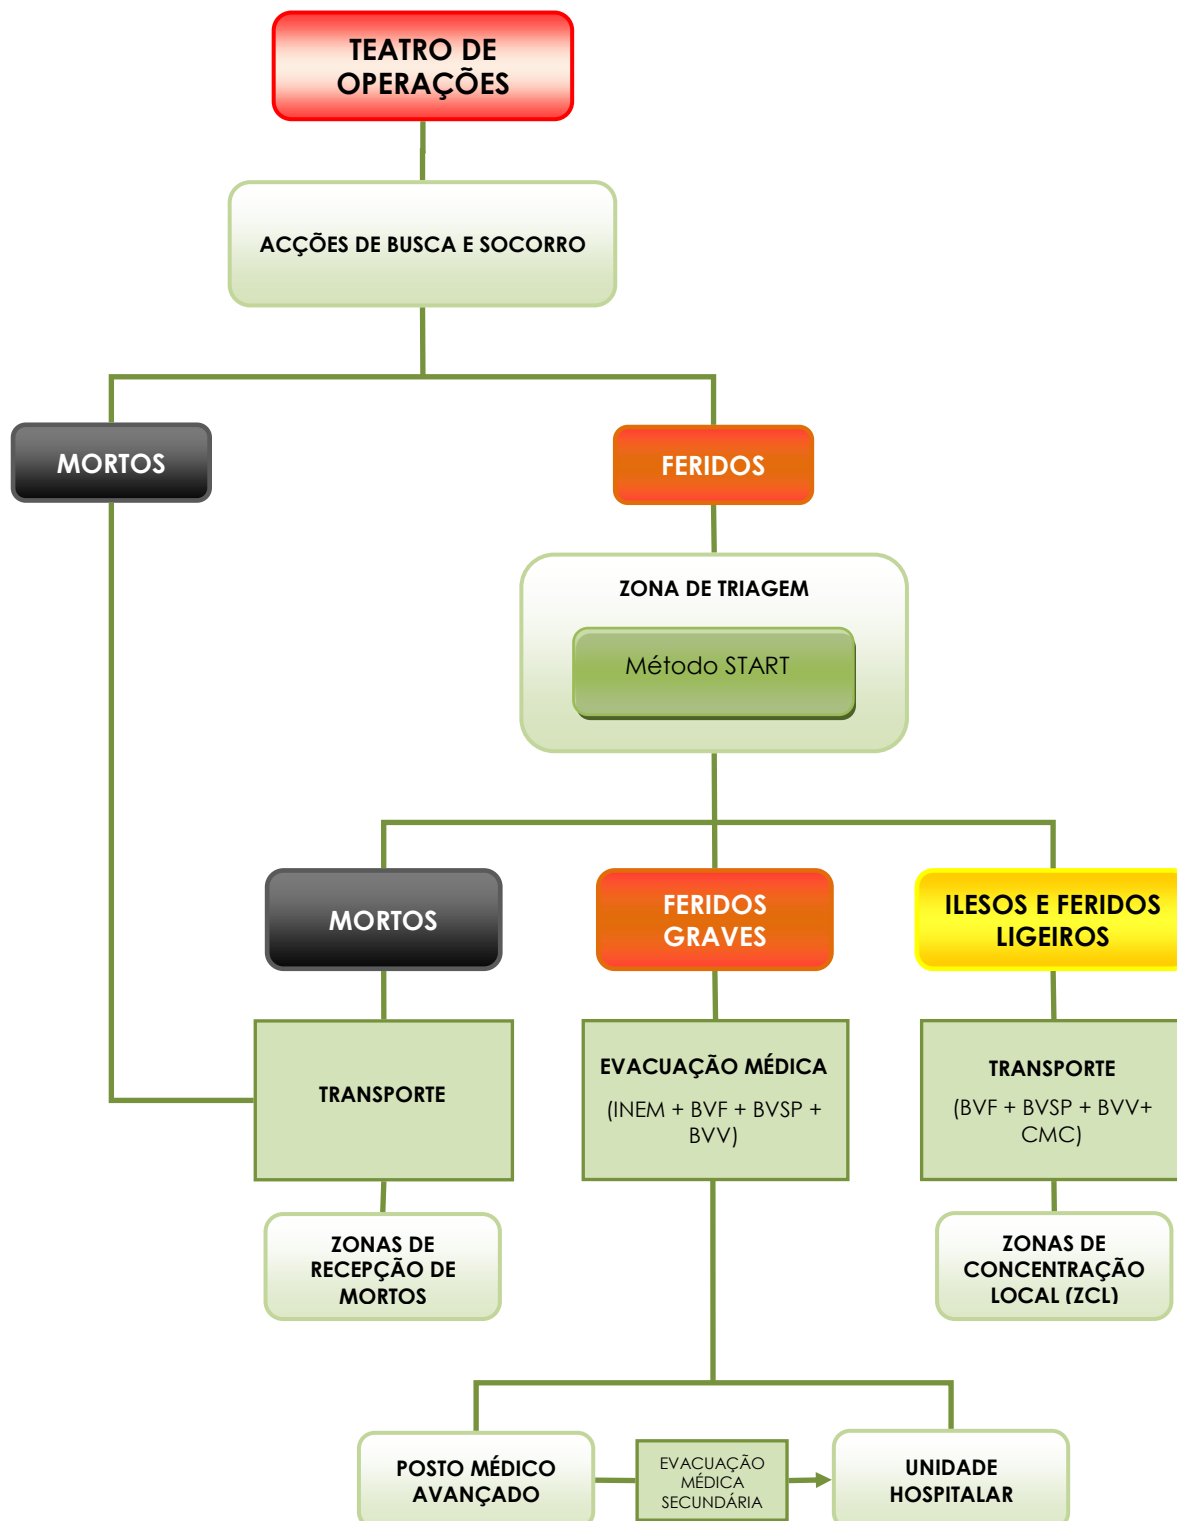 TEATRO DE
OPERAÇÕES
ACÇÕES DE BUSCA E SOCORRO
MORTOS
FERIDOS
ZONA DE TRIAGEM
Método START
MORTOS
FERIDOS
GRAVES
ILESOS E FERIDOS
LIGEIROS
TRANSPORTE
EVACUAÇÃO MÉDICA
(INEM + BVF + BVSP +
BVV)
TRANSPORTE
(BVF + BVSP + BVV+
CMC)
ZONAS DE
RECEPÇÃO DE
MORTOS
ZONAS DE
CONCENTRAÇÃO
LOCAL (ZCL)
POSTO MÉDICO
AVANÇADO
EVACUAÇÃO
MÉDICA
SECUNDÁRIA
UNIDADE
HOSPITALAR